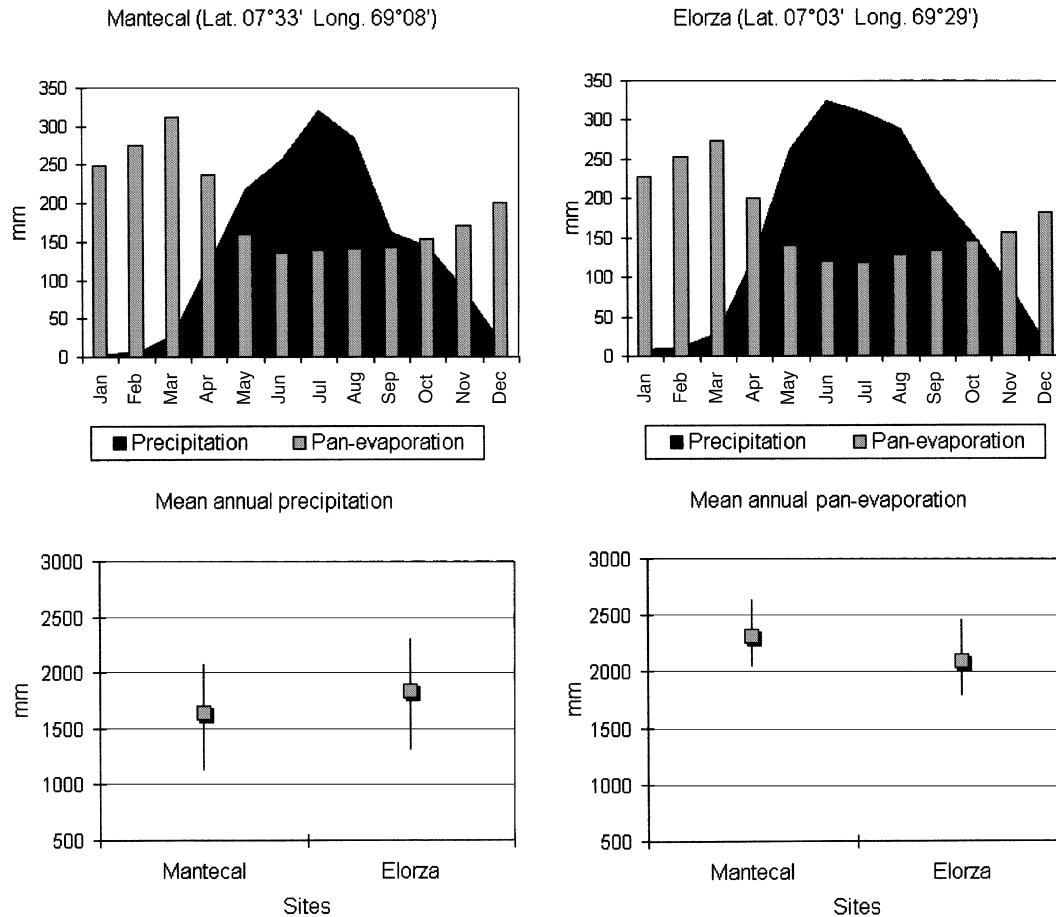 Mantecal (Lat. 07°33' Long. 69°08')
350
300
250
200
150
100
50
0
mm
Jan
Feb
Mar
Apr
May
Jun
Jul
Aug
Sep
Oct
Nov
Dec
Precipitation
Pan-evaporation
Elorza (Lat. 07°03' Long. 69°29')
350
300
250
200
150
100
50
0
mm
Jan
Feb
Mar
Apr
May
Jun
Jul
Aug
Sep
Oct
Nov
Dec
Precipitation
Pan-evaporation
Mean annual precipitation
3000
2500
2000
1500
1000
500
mm
Mantecal
Elorza
Sites
Mean annual pan-evaporation
3000
2500
2000
1500
1000
500
mm
Mantecal
Elorza
Sites